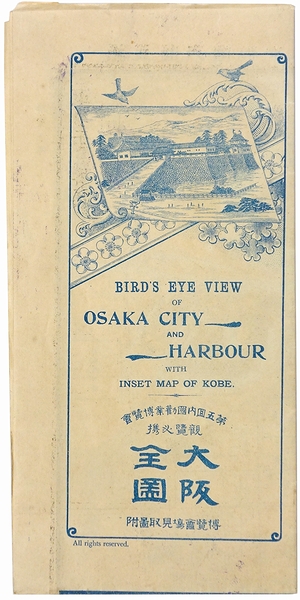 BIRD'S EYE VIEW
OF
OSAKA CITY
AND
HARBOUR
WITH
INSET MAP OF KOBE.
第五回内國勸業博覽會
觀覽必携
大阪
全圖
博覽會場見取圖附
All rights reserved.